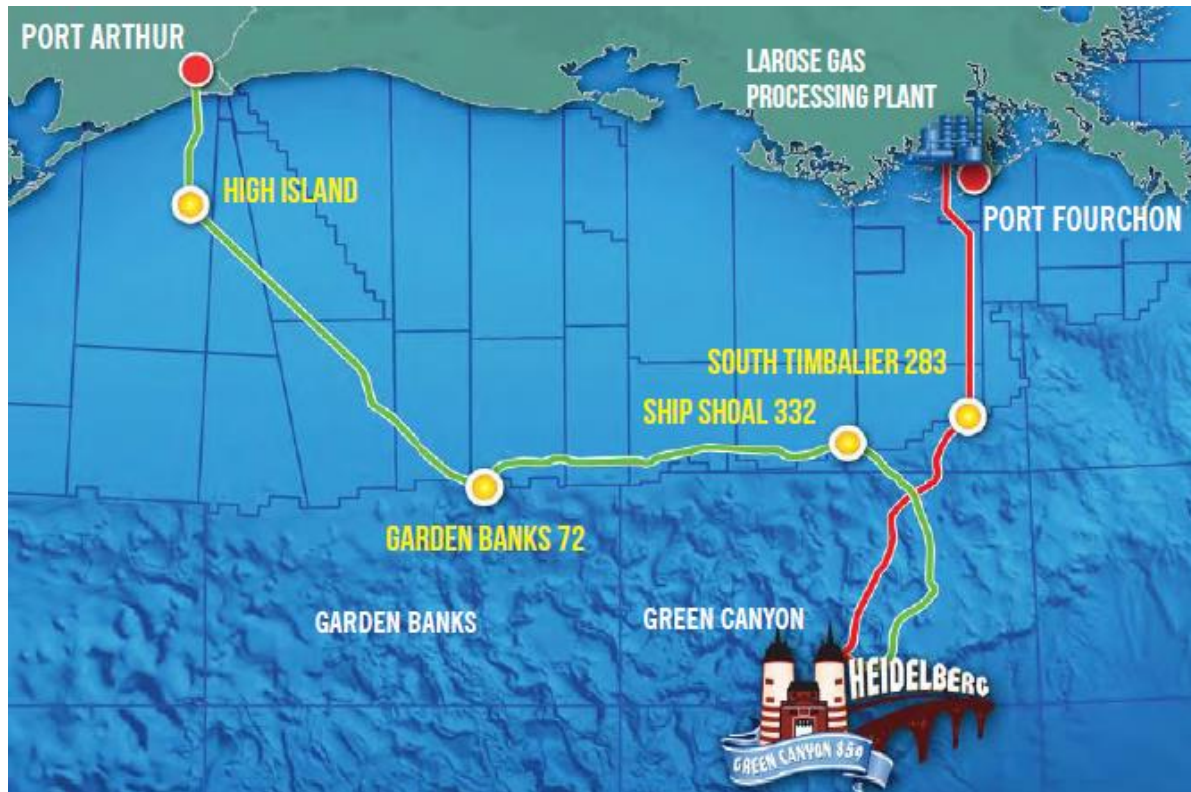 PORT ARTHUR
LAROSE GAS
PROCESSING PLANT
HIGH ISLAND
PORT FOURCHON
SOUTH TIMBALIER 283
SHIP SHOAL 332
GARDEN BANKS 72
GARDEN BANKS
GREEN CANYON
HEIDELBERG
GREEN CANYON 859